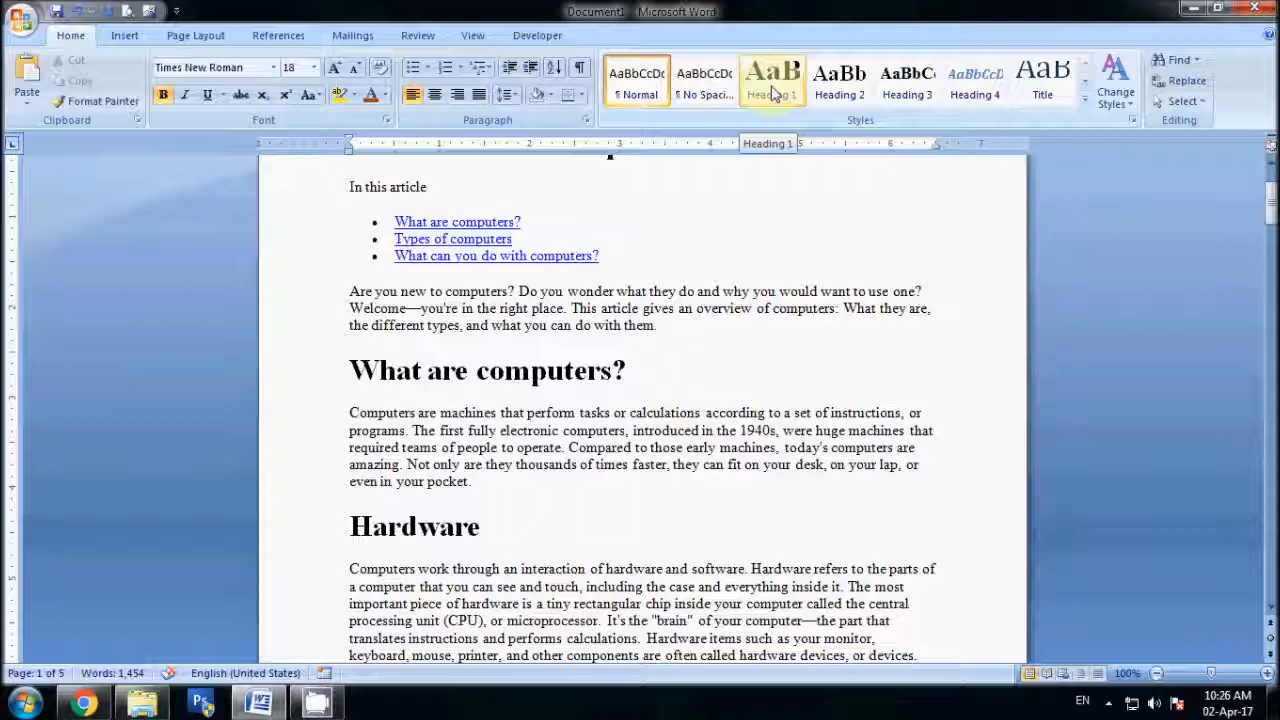 Document1 - Microsoft Word
Home Insert Page Layout References Mailings Review View Developer
Paste
Cut
Copy
Format Painter
Clipboard
Times New Roman 18
Font
Paragraph
AaBbCcDc AaBbCcDc AaB AaBb AaBbC AaBbCcD AaB
¶ Normal ¶ No Spaci... Heading 1 Heading 2 Heading 3 Heading 4 Title
Change
Styles
Styles
Find
Replace
Select
Editing
Heading 1
In this article
What are computers?
Types of computers
What can you do with computers?
Are you new to computers? Do you wonder what they do and why you would want to use one?
Welcome—you're in the right place. This article gives an overview of computers: What they are,
the different types, and what you can do with them.
What are computers?
Computers are machines that perform tasks or calculations according to a set of instructions, or
programs. The first fully electronic computers, introduced in the 1940s, were huge machines that
required teams of people to operate. Compared to those early machines, today's computers are
amazing. Not only are they thousands of times faster, they can fit on your desk, on your lap, or
even in your pocket.
Hardware
Computers work through an interaction of hardware and software. Hardware refers to the parts of
a computer that you can see and touch, including the case and everything inside it. The most
important piece of hardware is a tiny rectangular chip inside your computer called the central
processing unit (CPU), or microprocessor. It's the "brain" of your computer—the part that
translates instructions and performs calculations. Hardware items such as your monitor,
keyboard, mouse, printer, and other components are often called hardware devices, or devices.
Page: 1 of 5 Words: 1,454 English (United States) 100%
EN
10:26 AM
02-Apr-17